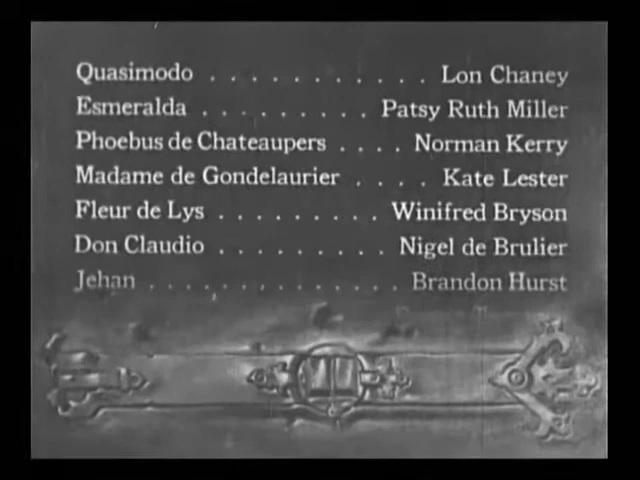 Quasimodo . . . . . . . . . . . Lon Chaney
Esmeralda . . . . . . . . . Patsy Ruth Miller
Phoebus de Chateaupers . . . . Norman Kerry
Madame de Gondelaurier . . . . Kate Lester
Fleur de Lys . . . . . . . . . Winifred Bryson
Don Claudio . . . . . . . . . Nigel de Brulier
Jehan . . . . . . . . . . . . Brandon Hurst